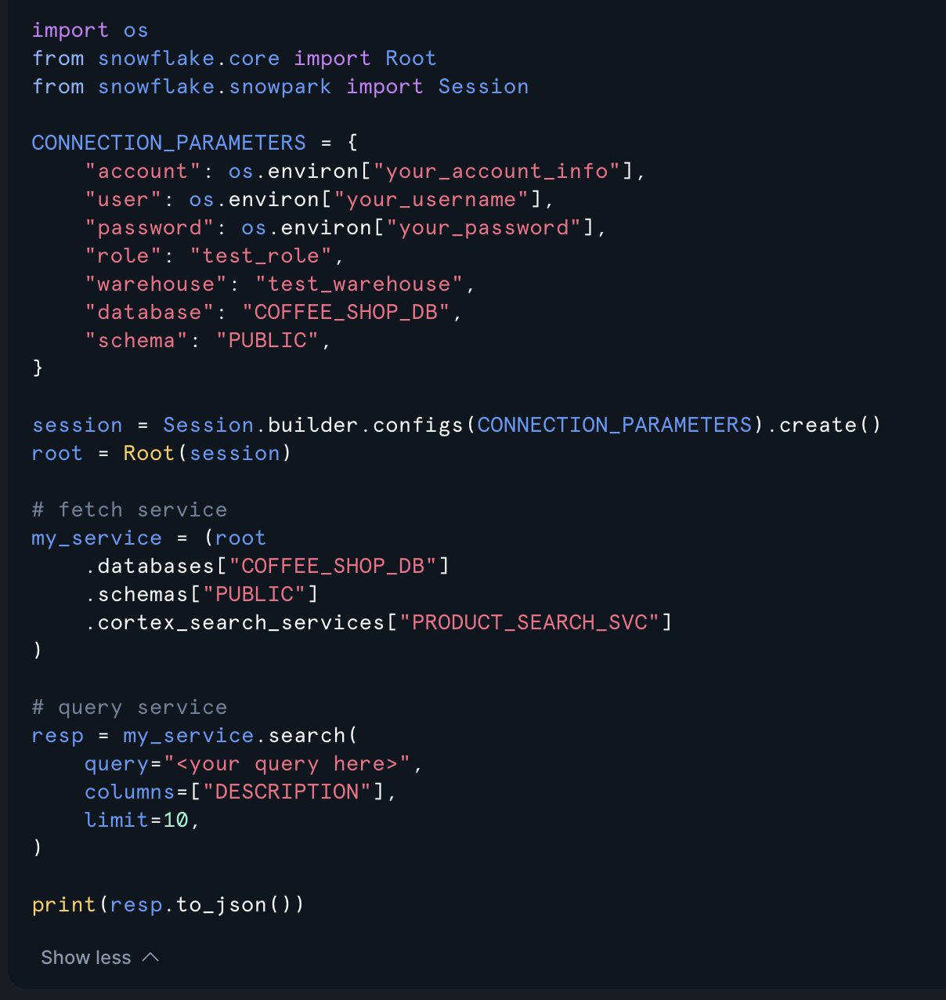 import os
from snowflake.core import Root
from snowflake.snowpark import Session

CONNECTION_PARAMETERS = {
    "account": os.environ["your_account_info"],
    "user": os.environ["your_username"],
    "password": os.environ["your_password"],
    "role": "test_role",
    "warehouse": "test_warehouse",
    "database": "COFFEE_SHOP_DB",
    "schema": "PUBLIC",
}

session = Session.builder.configs(CONNECTION_PARAMETERS).create()
root = Root(session)

# fetch service
my_service = (root
    .databases["COFFEE_SHOP_DB"]
    .schemas["PUBLIC"]
    .cortex_search_services["PRODUCT_SEARCH_SVC"]
)

# query service
resp = my_service.search(
    query="<your query here>",
    columns=["DESCRIPTION"],
    limit=10,
)

print(resp.to_json())
Show less